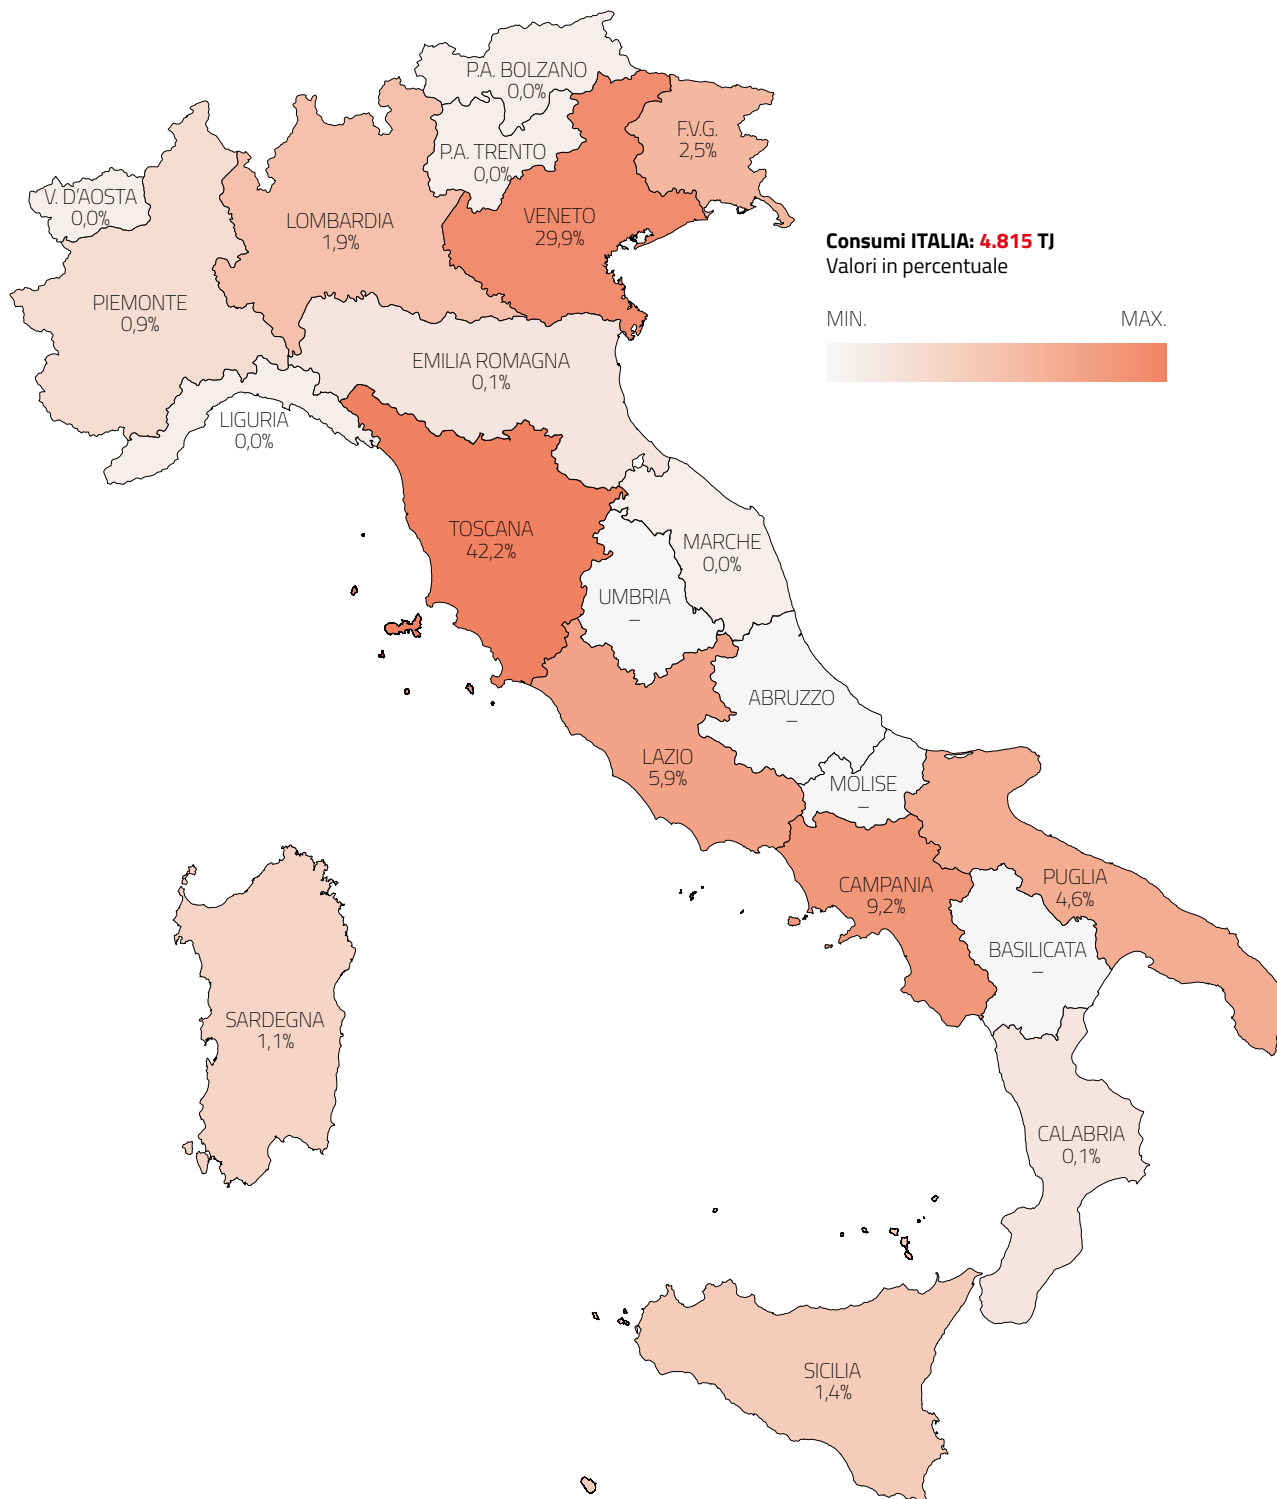 P.A. BOLZANO
0,0%
F.V.G.
2,5%
P.A. TRENTO
0,0%
V. D'AOSTA
0,0%
LOMBARDIA
1,9%
VENETO
29,9%
Consumi ITALIA: 4.815 TJ
Valori in percentuale
MIN.
MAX.
PIEMONTE
0,9%
EMILIA ROMAGNA
0,1%
LIGURIA
0,0%
TOSCANA
42,2%
MARCHE
0,0%
UMBRIA
–
ABRUZZO
–
LAZIO
5,9%
MOLISE
–
CAMPANIA
9,2%
PUGLIA
4,6%
BASILICATA
–
SARDEGNA
1,1%
CALABRIA
0,1%
SICILIA
1,4%